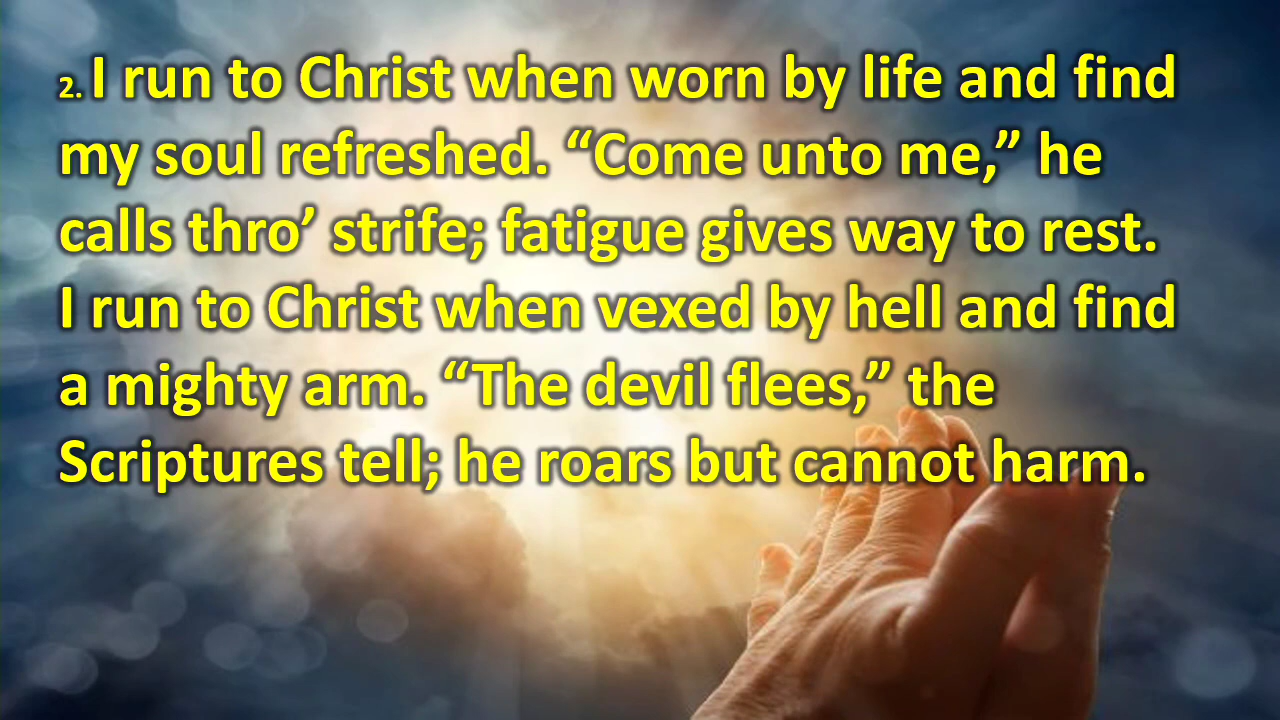 2. I run to Christ when worn by life and find
my soul refreshed. “Come unto me,” he
calls thro’ strife; fatigue gives way to rest.
I run to Christ when vexed by hell and find
a mighty arm. “The devil flees,” the
Scriptures tell; he roars but cannot harm.